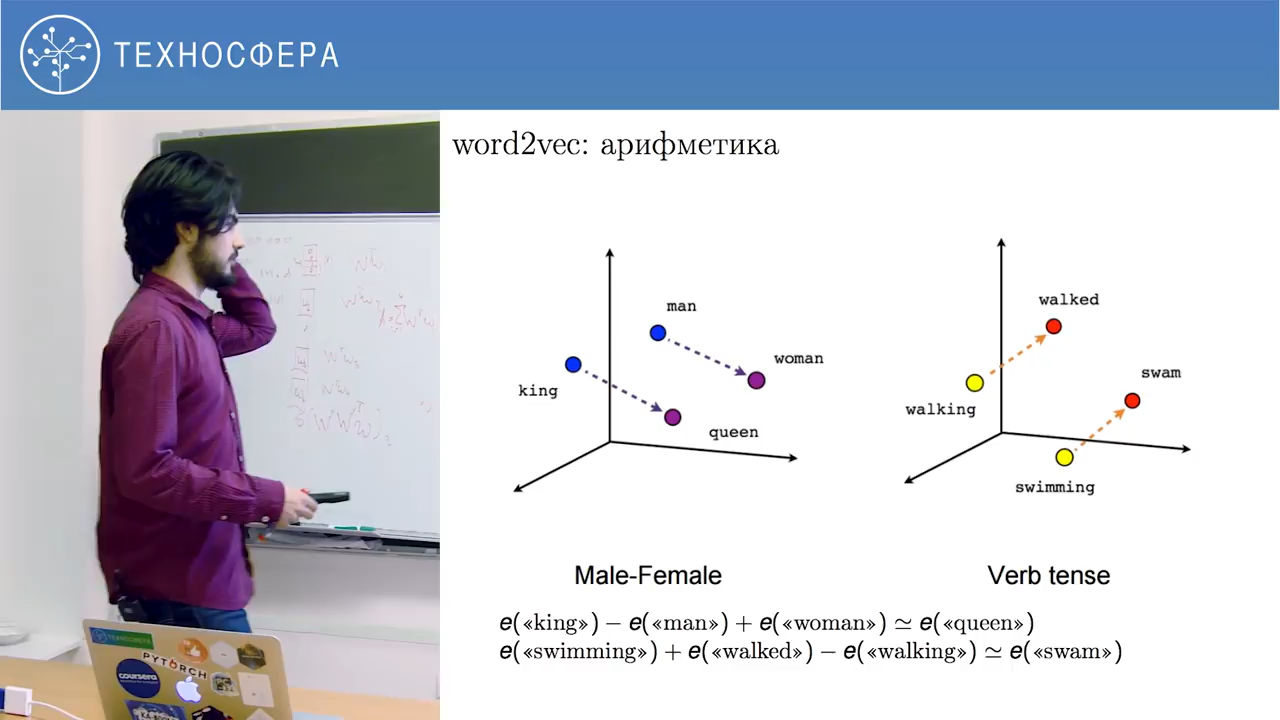 ТЕХНОСФЕРА
word2vec: арифметика
man
woman
king
queen
walked
swam
walking
swimming
Male-Female
Verb tense
e(«king») − e(«man») + e(«woman») ≃ e(«queen»)
e(«swimming») + e(«walked») − e(«walking») ≃ e(«swam»)
ТЕХНОСФЕРА
PYTORCH
coursera